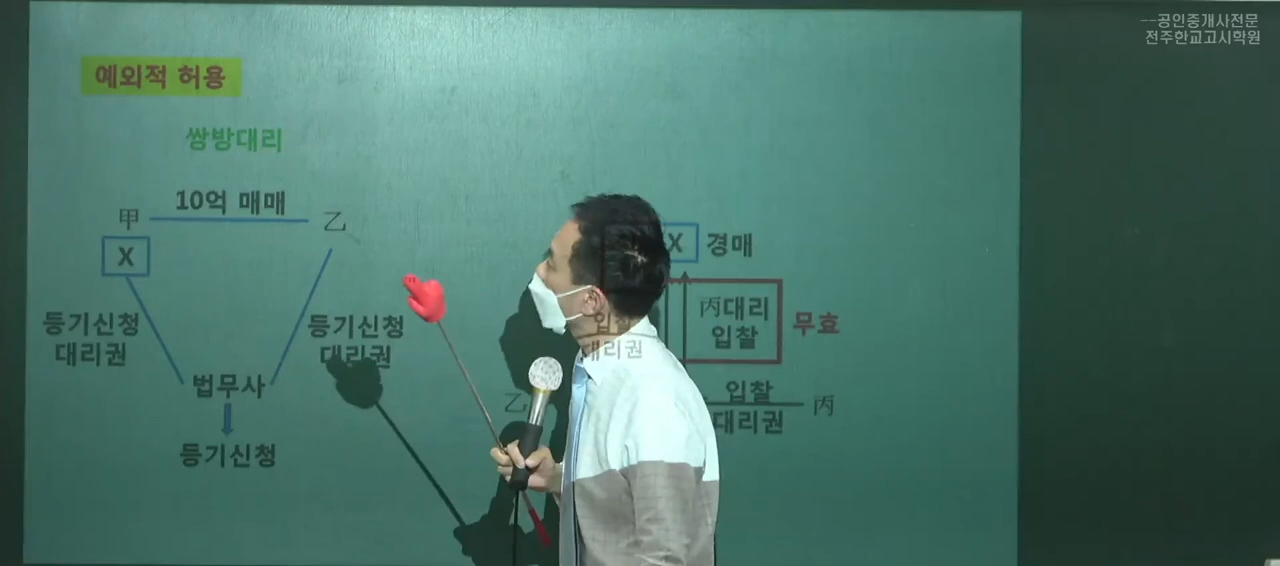 --공인중개사전문
전주한교고시학원
예외적 허용
쌍방대리
10억 매매
甲
乙
X
등기신청
대리권
등기신청
대리권
법무사
등기신청
X 경매
丙대리
입찰
무효
입찰
대리권
乙
입찰
대리권
丙